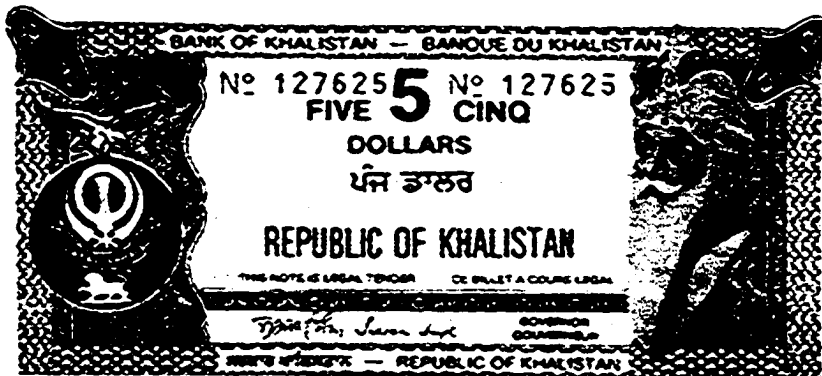 BANK OF KHALISTAN — BANQUE DU KHALISTAN
Nº 127625 5 Nº 127625
FIVE CINQ
DOLLARS
ਪੰਜ ਡਾਲਰ
REPUBLIC OF KHALISTAN
THIS NOTE IS LEGAL TENDER CE BILLET A COURS LEGAL
GOVERNOR
GOUVERNEUR
— REPUBLIC OF KHALISTAN